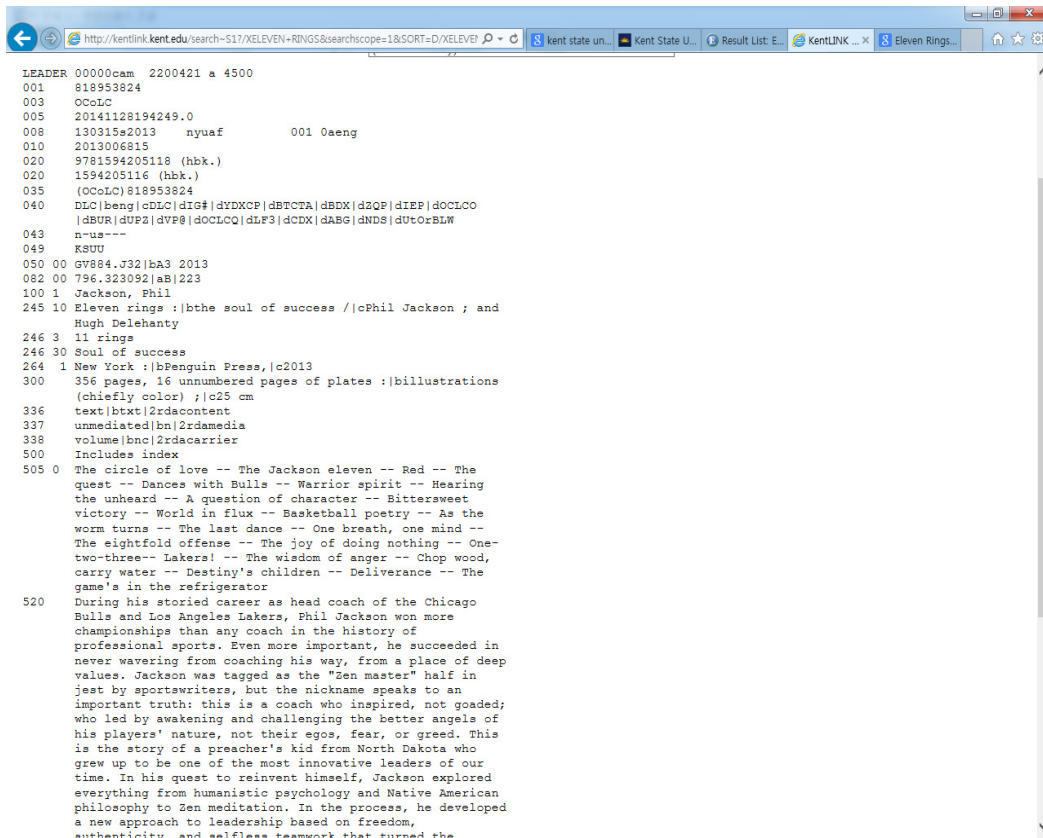 http://kentlink.kent.edu/search~S1?/XELEVEN+RINGS&searchscope=1&SORT=D/XELEVEI
kent state un...
Kent State U...
Result List: E...
KentLINK ...
Eleven Rings...
LEADER 00000cam  2200421 a 4500
001 818953824
003 OCoLC
005 20141128194249.0
008 130315s2013    nyuaf         001 0aeng
010 2013006815
020 9781594205118 (hbk.)
020 1594205116 (hbk.)
035 (OCoLC)818953824
040 DLC|beng|cDLC|dIG#|dYDXCP|dBTCTA|dBDX|dZQP|dIEP|dOCLCO
|dBUR|dUPZ|dVP@|dOCLCQ|dLF3|dCDX|dABG|dNDS|dUtOrBLW
043 n-us---
049 KSUU
050 00 GV884.J32|bA3 2013
082 00 796.323092|aB|223
100 1 Jackson, Phil
245 10 Eleven rings :|bthe soul of success /|cPhil Jackson ; and
Hugh Delehanty
246 3 11 rings
246 30 Soul of success
264 1 New York :|bPenguin Press,|c2013
300 356 pages, 16 unnumbered pages of plates :|billustrations
(chiefly color) ;|c25 cm
336 text|btxt|2rdacontent
337 unmediated|bn|2rdamedia
338 volume|bnc|2rdacarrier
500 Includes index
505 0 The circle of love -- The Jackson eleven -- Red -- The
quest -- Dances with Bulls -- Warrior spirit -- Hearing
the unheard -- A question of character -- Bittersweet
victory -- World in flux -- Basketball poetry -- As the
worm turns -- The last dance -- One breath, one mind --
The eightfold offense -- The joy of doing nothing -- One-
two-three-- Lakers! -- The wisdom of anger -- Chop wood,
carry water -- Destiny's children -- Deliverance -- The
game's in the refrigerator
520 During his storied career as head coach of the Chicago
Bulls and Los Angeles Lakers, Phil Jackson won more
championships than any coach in the history of
professional sports. Even more important, he succeeded in
never wavering from coaching his way, from a place of deep
values. Jackson was tagged as the "Zen master" half in
jest by sportswriters, but the nickname speaks to an
important truth: this is a coach who inspired, not goaded;
who led by awakening and challenging the better angels of
his players' nature, not their egos, fear, or greed. This
is the story of a preacher's kid from North Dakota who
grew up to be one of the most innovative leaders of our
time. In his quest to reinvent himself, Jackson explored
everything from humanistic psychology and Native American
philosophy to Zen meditation. In the process, he developed
a new approach to leadership based on freedom,
authenticity, and selfless teamwork that turned the